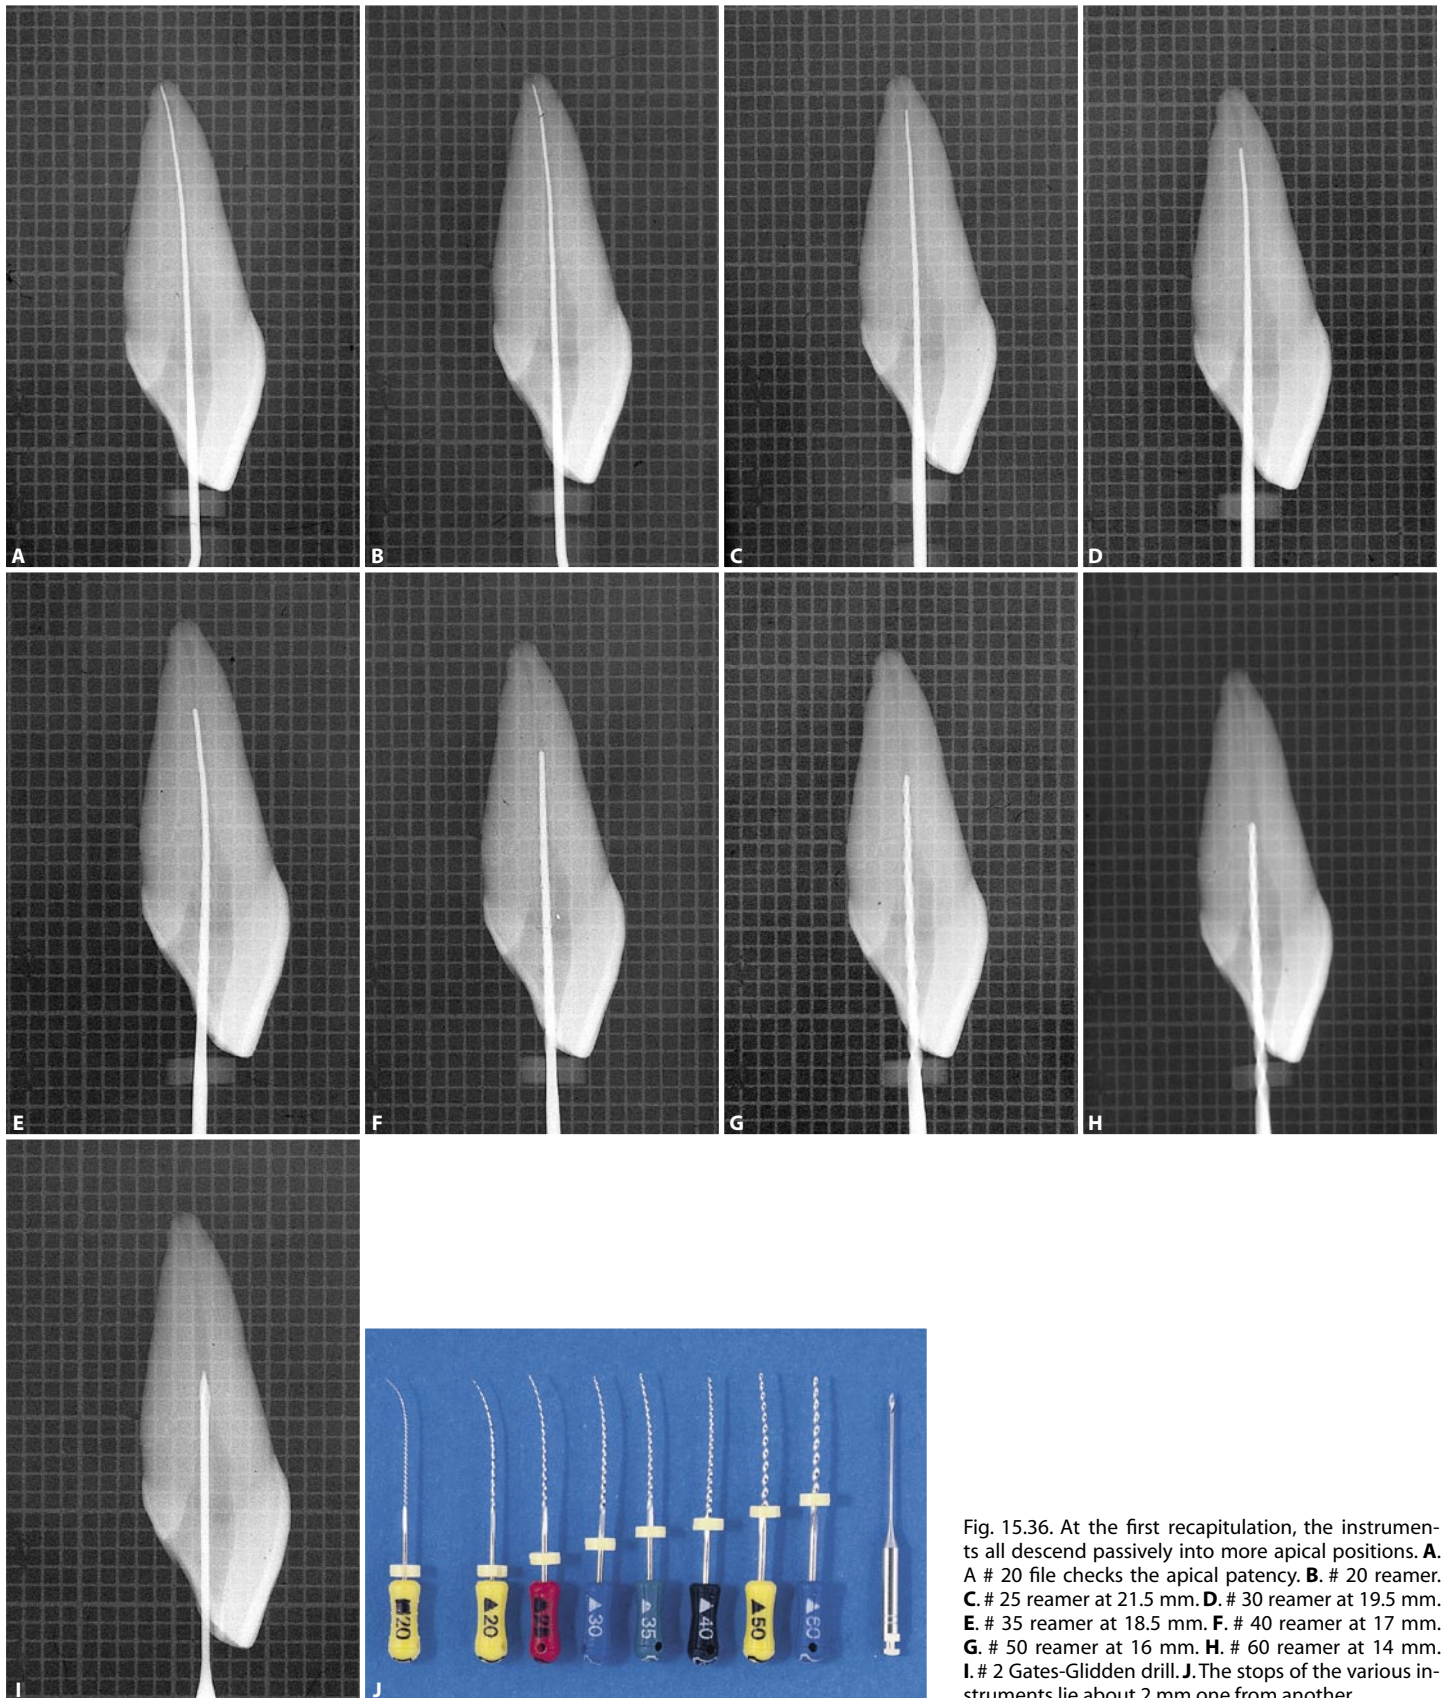 A
B
C
D
E
F
G
H
I
20
20
30
35
40
50
60
J
Fig. 15.36. At the first recapitulation, the instrumen-
ts all descend passively into more apical positions. A.
A # 20 file checks the apical patency. B. # 20 reamer.
C. # 25 reamer at 21.5 mm. D. # 30 reamer at 19.5 mm.
E. # 35 reamer at 18.5 mm. F. # 40 reamer at 17 mm.
G. # 50 reamer at 16 mm. H. # 60 reamer at 14 mm.
I. # 2 Gates-Glidden drill. J. The stops of the various in-
struments lie about 2 mm one from another.